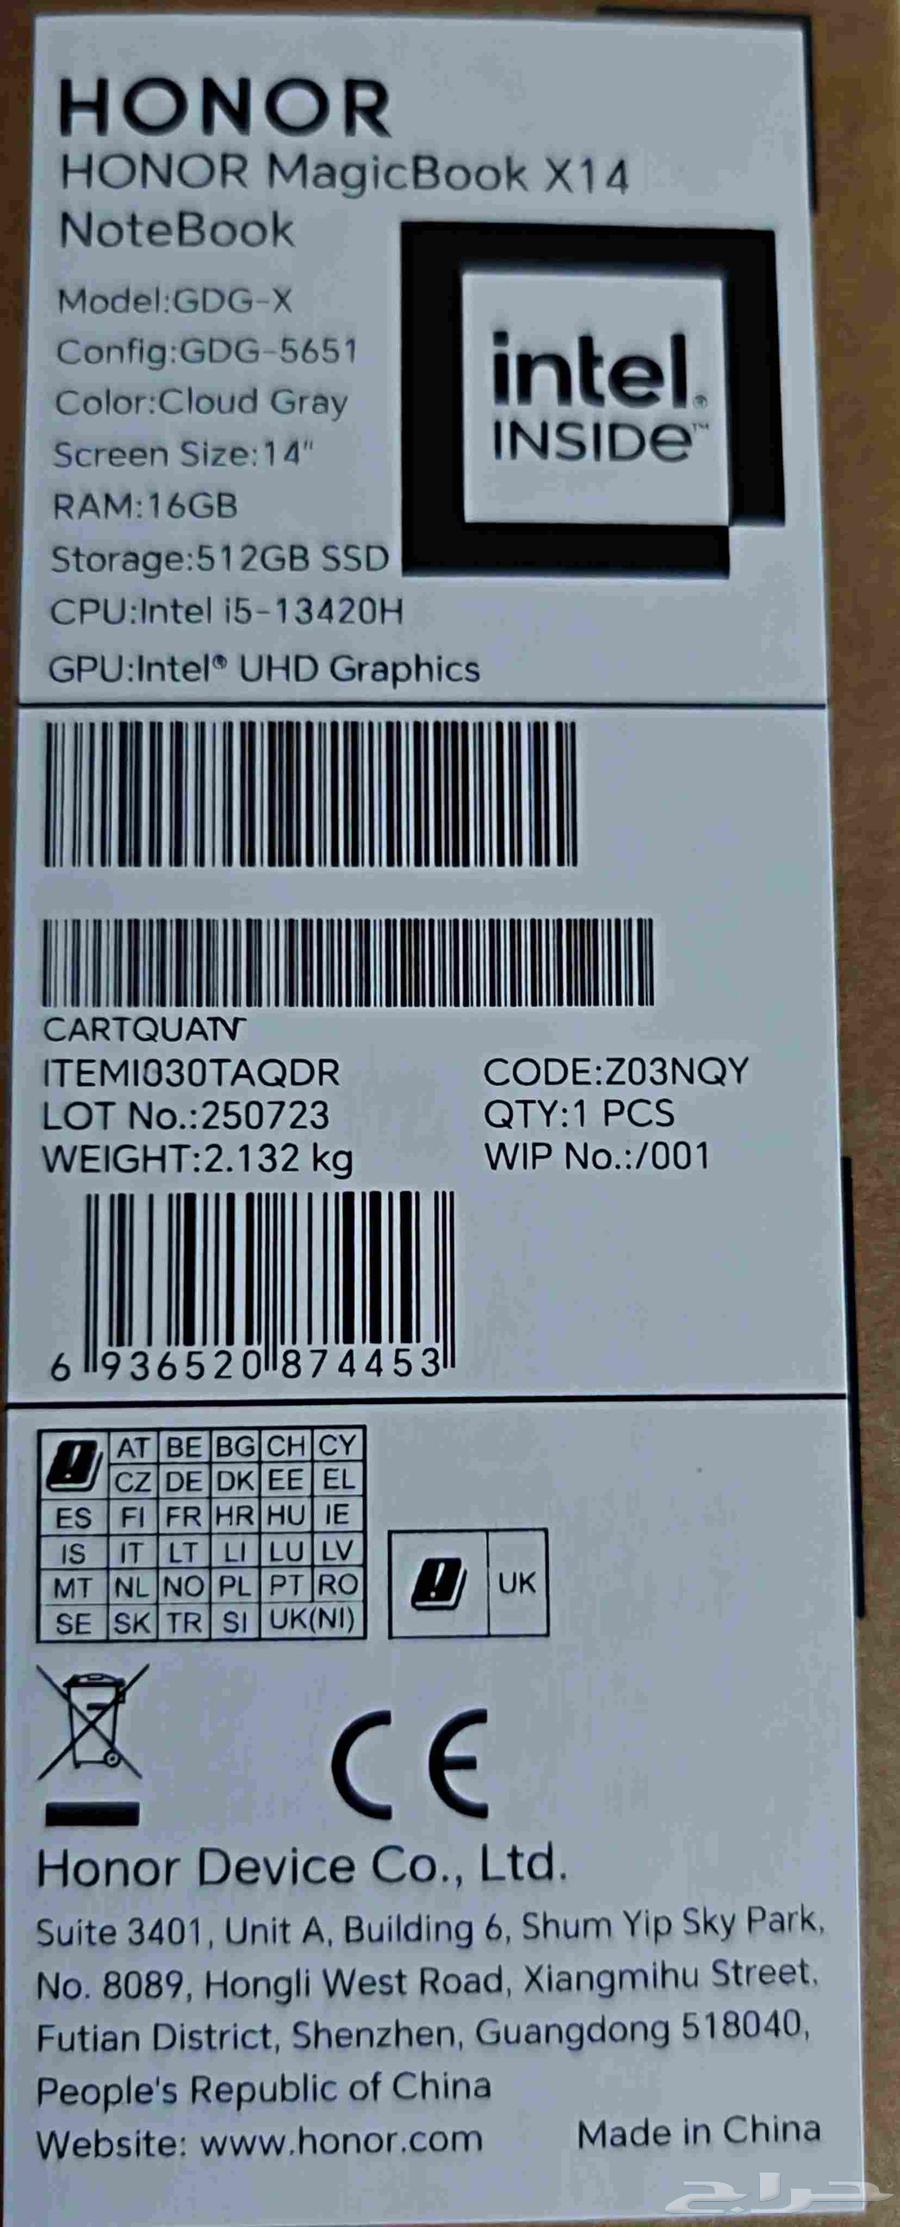 HONOR
HONOR MagicBook X14
NoteBook
Model:GDG-X
Config:GDG-5651
Color:Cloud Gray
Screen Size:14"
RAM:16GB
Storage:512GB SSD
CPU:Intel i5-13420H
GPU:Intel® UHD Graphics
intel®
INSIDe™
LOT No.:250723
WEIGHT:2.132 kg
CODE:Z03NQY
QTY:1 PCS
WIP No.:/001
6 936520 874453
AT BE BG CH CY
CZ DE DK EE EL
ES FI FR HR HU IE
IS IT LT LI LU LV
MT NL NO PL PT RO
SE SK TR SI UK(NI)
UK
CE
Honor Device Co., Ltd.
Suite 3401, Unit A, Building 6, Shum Yip Sky Park,
No. 8089, Hongli West Road, Xiangmihu Street,
Futian District, Shenzhen, Guangdong 518040,
People's Republic of China
Website: www.honor.com
Made in China
حراج